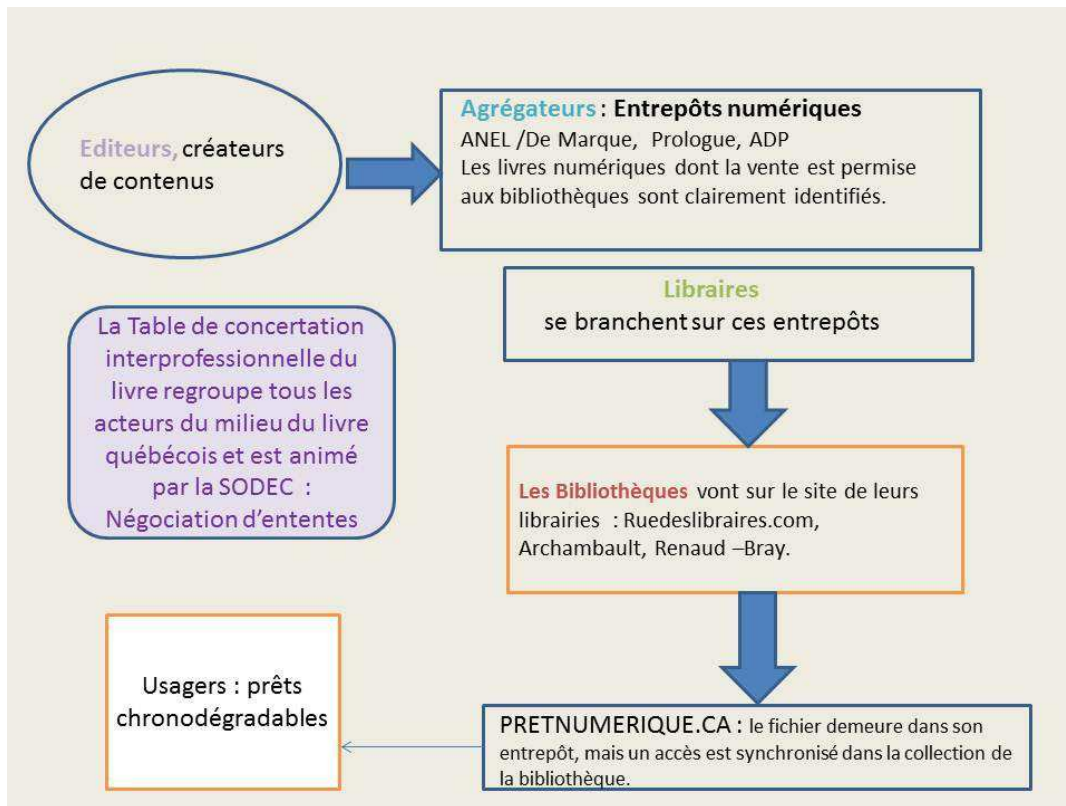 Editeurs, créateurs
de contenus
Agrégateurs : Entrepôts numériques
ANEL /De Marque, Prologue, ADP
Les livres numériques dont la vente est permise
aux bibliothèques sont clairement identifiés.
Libraires
se branchent sur ces entrepôts
La Table de concertation
interprofessionnelle du
livre regroupe tous les
acteurs du milieu du livre
québécois et est animé
par la SODEC :
Négociation d'ententes
Les Bibliothèques vont sur le site de leurs
librairies : Ruedeslibraires.com,
Archambault, Renaud –Bray.
Usagers : prêts
chronodégradables
PRETNUMERIQUE.CA : le fichier demeure dans son
entrepôt, mais un accès est synchronisé dans la collection de
la bibliothèque.